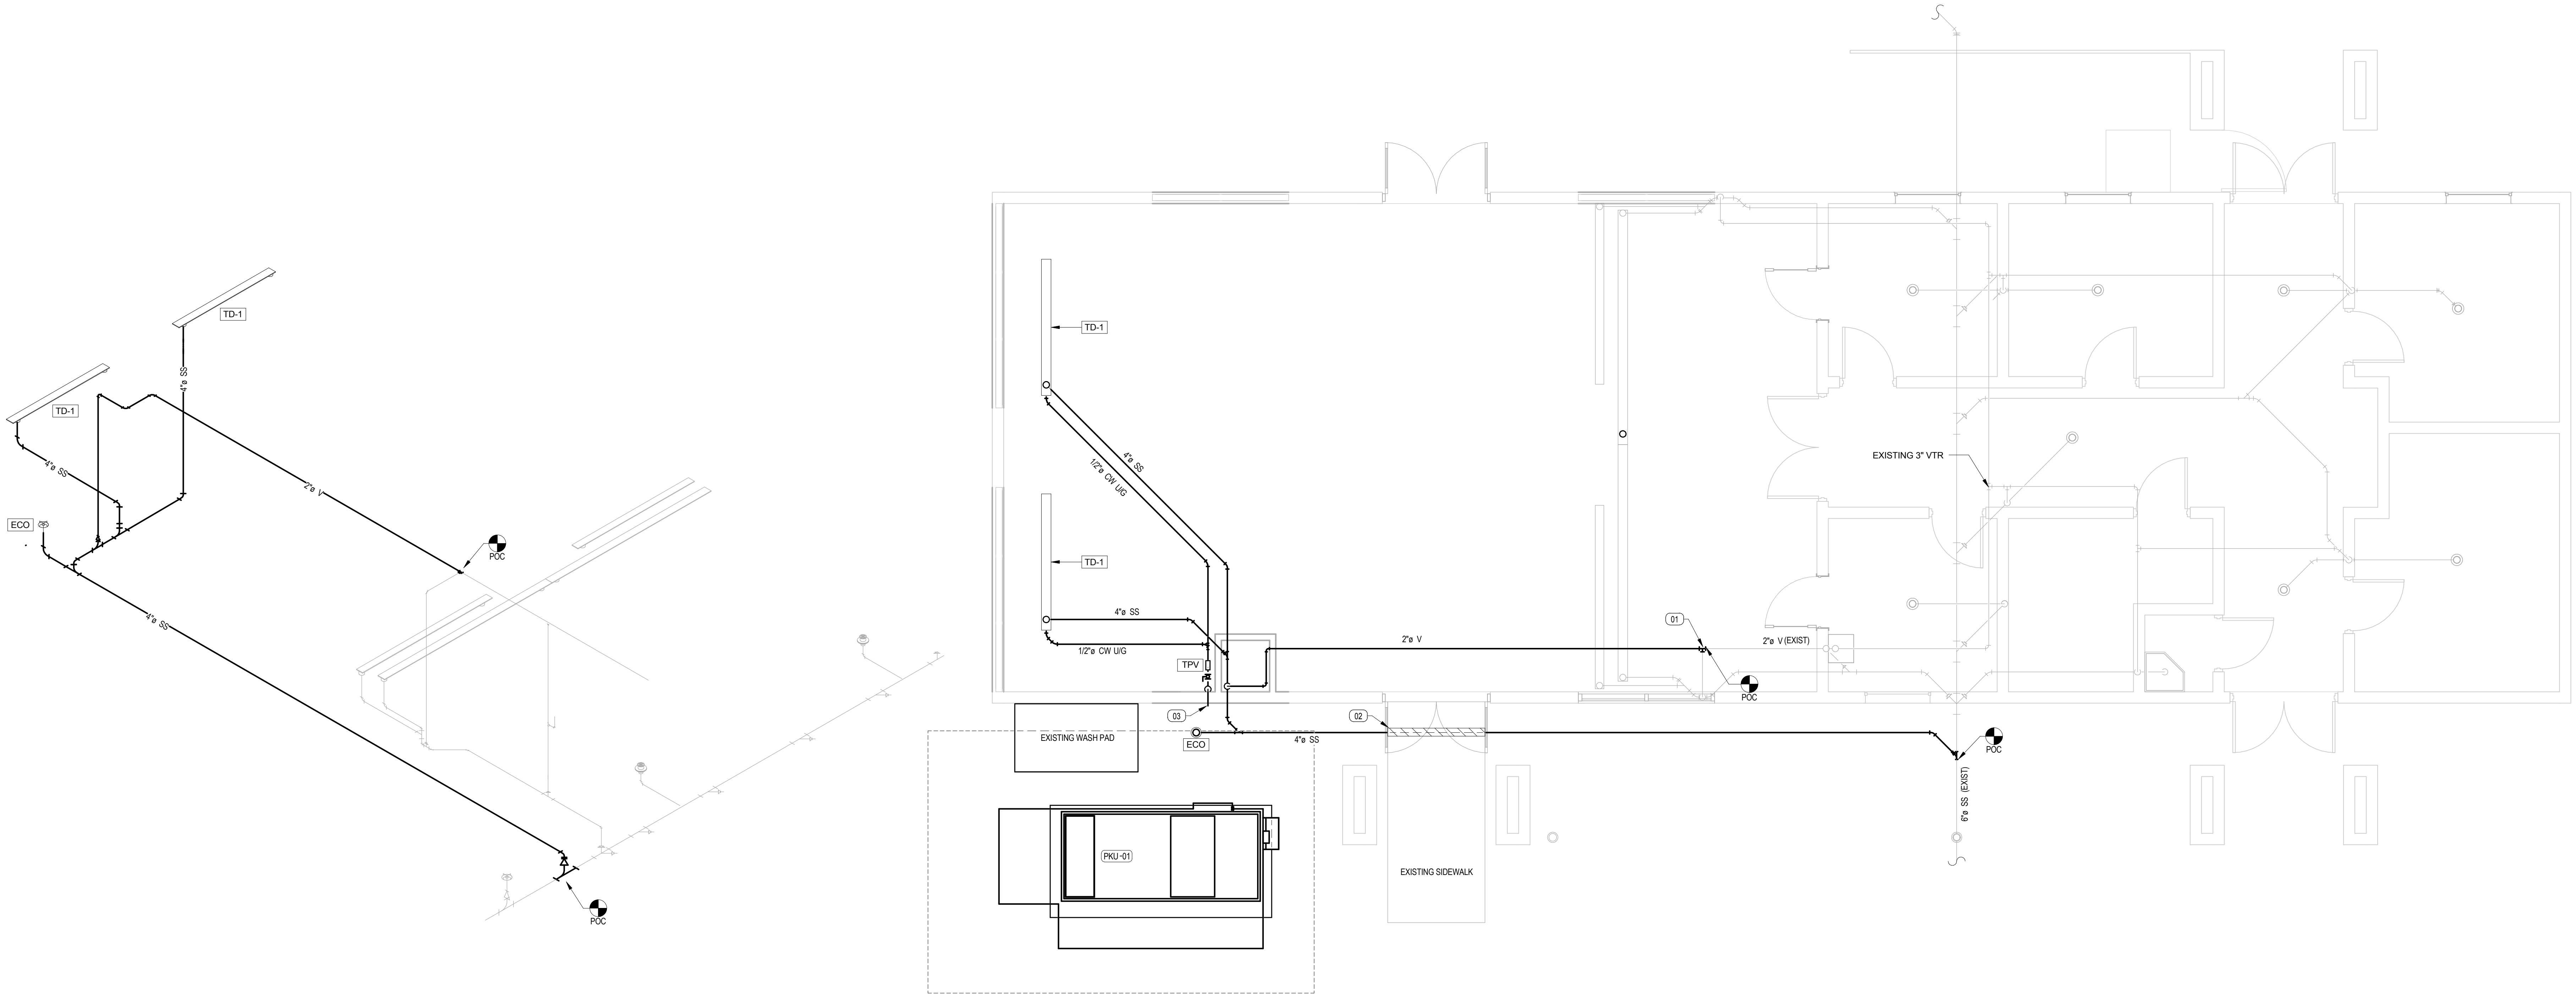 TD-1
TD-1
4"ø SS
4"ø SS
2"ø V
ECO
POC
4"ø SS
POC
TD-1
EXISTING 3" VTR
4"ø SS
1/2"ø CW U/G
TD-1
4"ø SS
01
2"ø V
2"ø V (EXIST)
1/2"ø CW U/G
TPV
POC
03
02
EXISTING WASH PAD
ECO
4"ø SS
POC
6"ø SS (EXIST)
PKU-01
EXISTING SIDEWALK